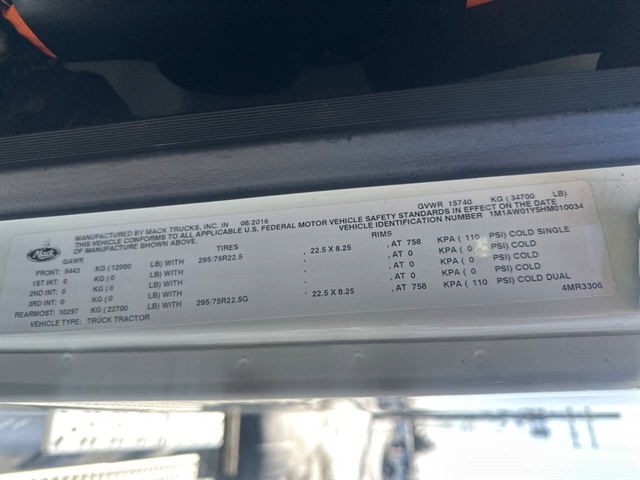 Mack
MANUFACTURED BY MACK TRUCKS, INC. IN 08/2016 GVWR 15740 KG ( 34700 LB)
THIS VEHICLE CONFORMS TO ALL APPLICABLE U.S. FEDERAL MOTOR VEHICLE SAFETY STANDARDS IN EFFECT ON THE DATE
OF MANUFACTURE SHOWN ABOVE. VEHICLE IDENTIFICATION NUMBER 1M1AW01Y5HM010034
GAWR TIRES RIMS
FRONT: 5443 KG (12000 LB) WITH 295/75R22.5 , 22.5 X 8.25 , AT 758 KPA ( 110 PSI) COLD SINGLE
1ST INT: 0 KG ( 0 LB) WITH , , AT 0 KPA ( 0 PSI) COLD
2ND INT: 0 KG ( 0 LB) WITH , , AT 0 KPA ( 0 PSI) COLD
3RD INT: 0 KG ( 0 LB) WITH , , AT 0 KPA ( 0 PSI) COLD
REARMOST: 10297 KG ( 22700 LB) WITH 295/75R22.5G , 22.5 X 8.25 , AT 758 KPA ( 110 PSI) COLD DUAL
VEHICLE TYPE: TRUCK TRACTOR 4MR3306